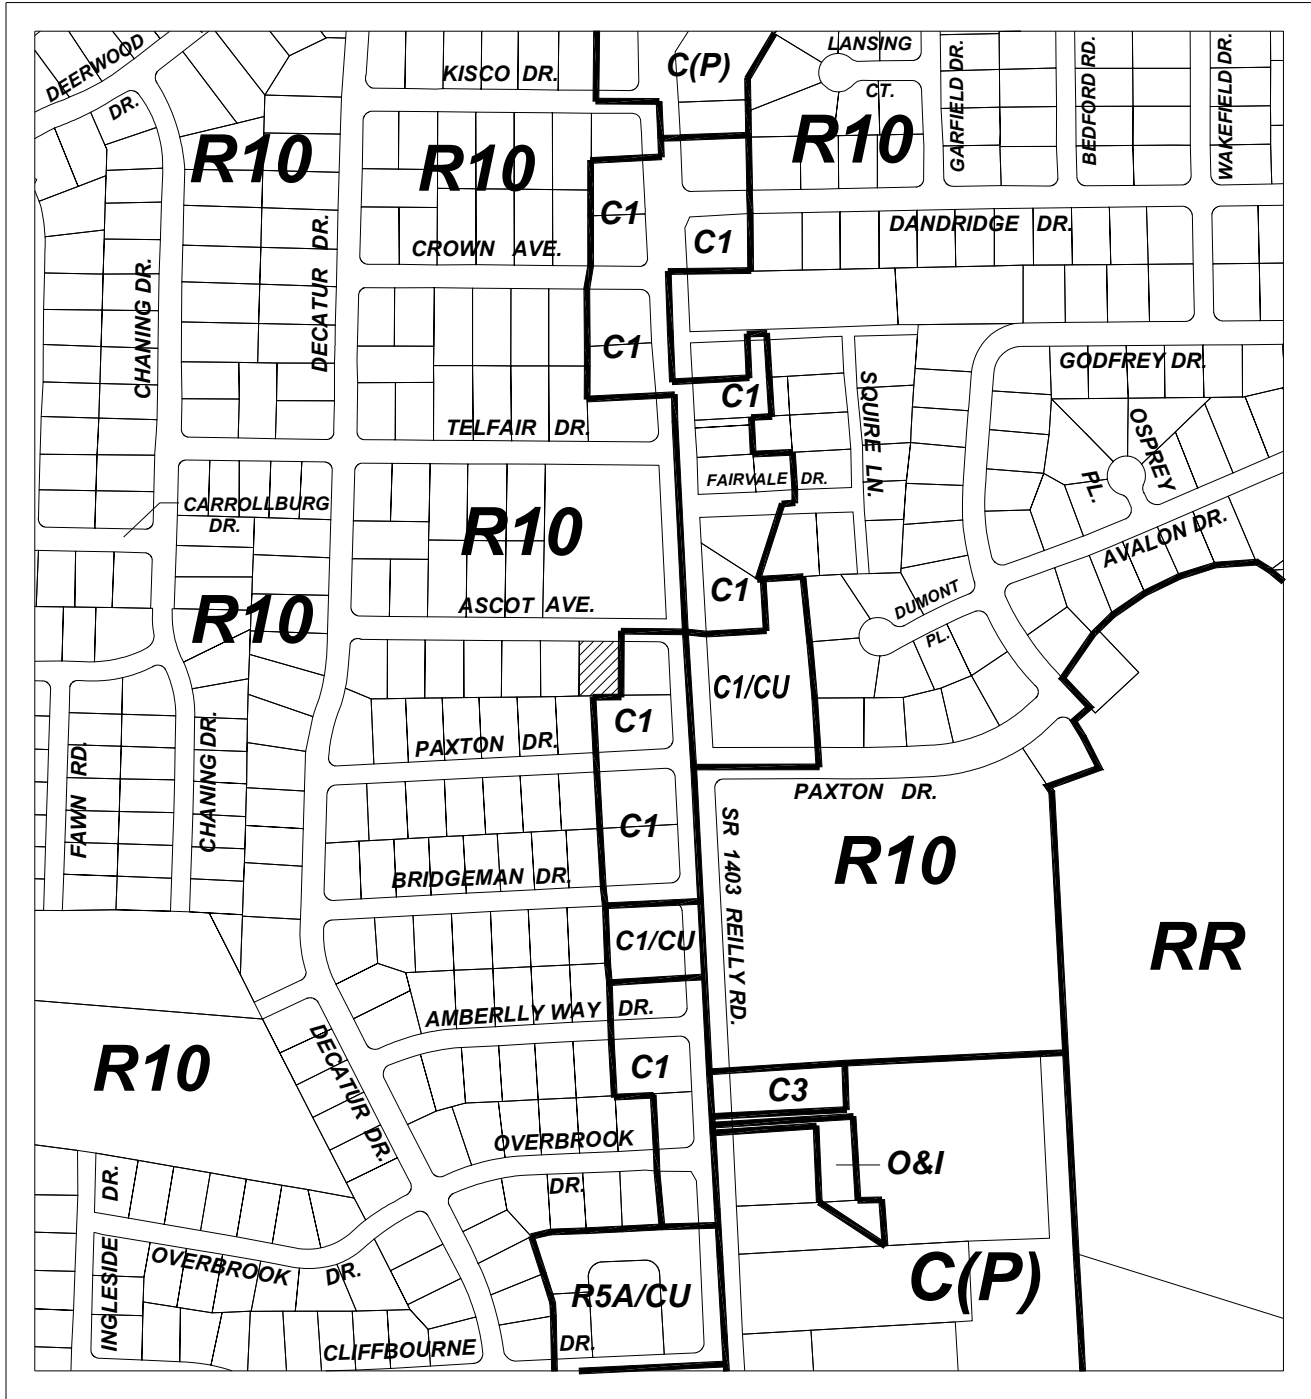 DEERWOOD
DR.
KISCO DR.
C(P)
LANSING
CT.
GARFIELD DR.
BEDFORD RD.
WAKEFIELD DR.
R10
R10
R10
C1
C1
DANDRIDGE DR.
CROWN AVE.
DECATUR DR.
CHANING DR.
C1
GODFREY DR.
C1
SQUIRE LN.
OSPREY
PL.
TELFAIR DR.
FAIRVALE DR.
CARROLLBURG
DR.
R10
AVALON DR.
C1
DUMONT
PL.
ASCOT AVE.
R10
C1/CU
C1
PAXTON DR.
CHANING DR.
FAWN RD.
PAXTON DR.
C1
SR 1403 REILLY RD.
R10
BRIDGEMAN DR.
C1/CU
RR
AMBERLLY WAY DR.
DECATUR DR.
R10
C1
C3
OVERBROOK
DR.
O&I
DR.
INGLESIDE
OVERBROOK DR.
C(P)
R5A/CU
CLIFFBOURNE
DR.